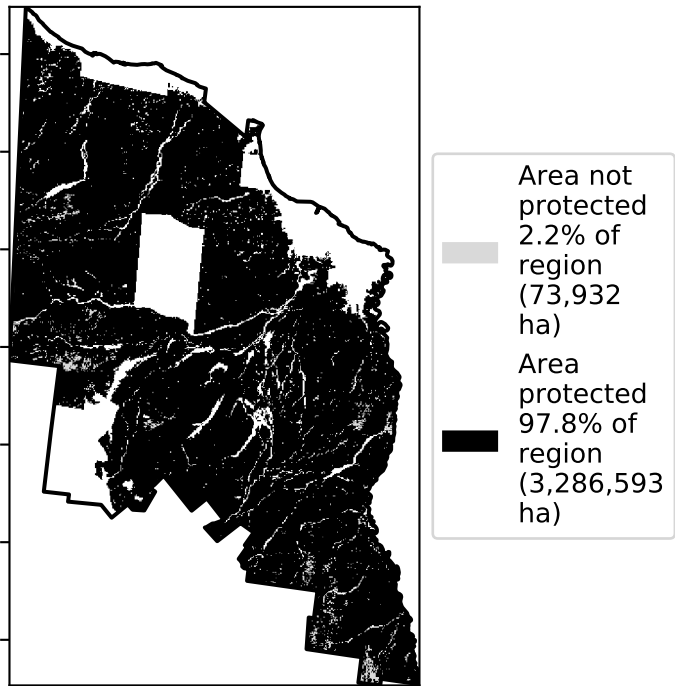 Area not
protected
2.2% of
region
(73,932
ha)
Area
protected
97.8% of
region
(3,286,593
ha)